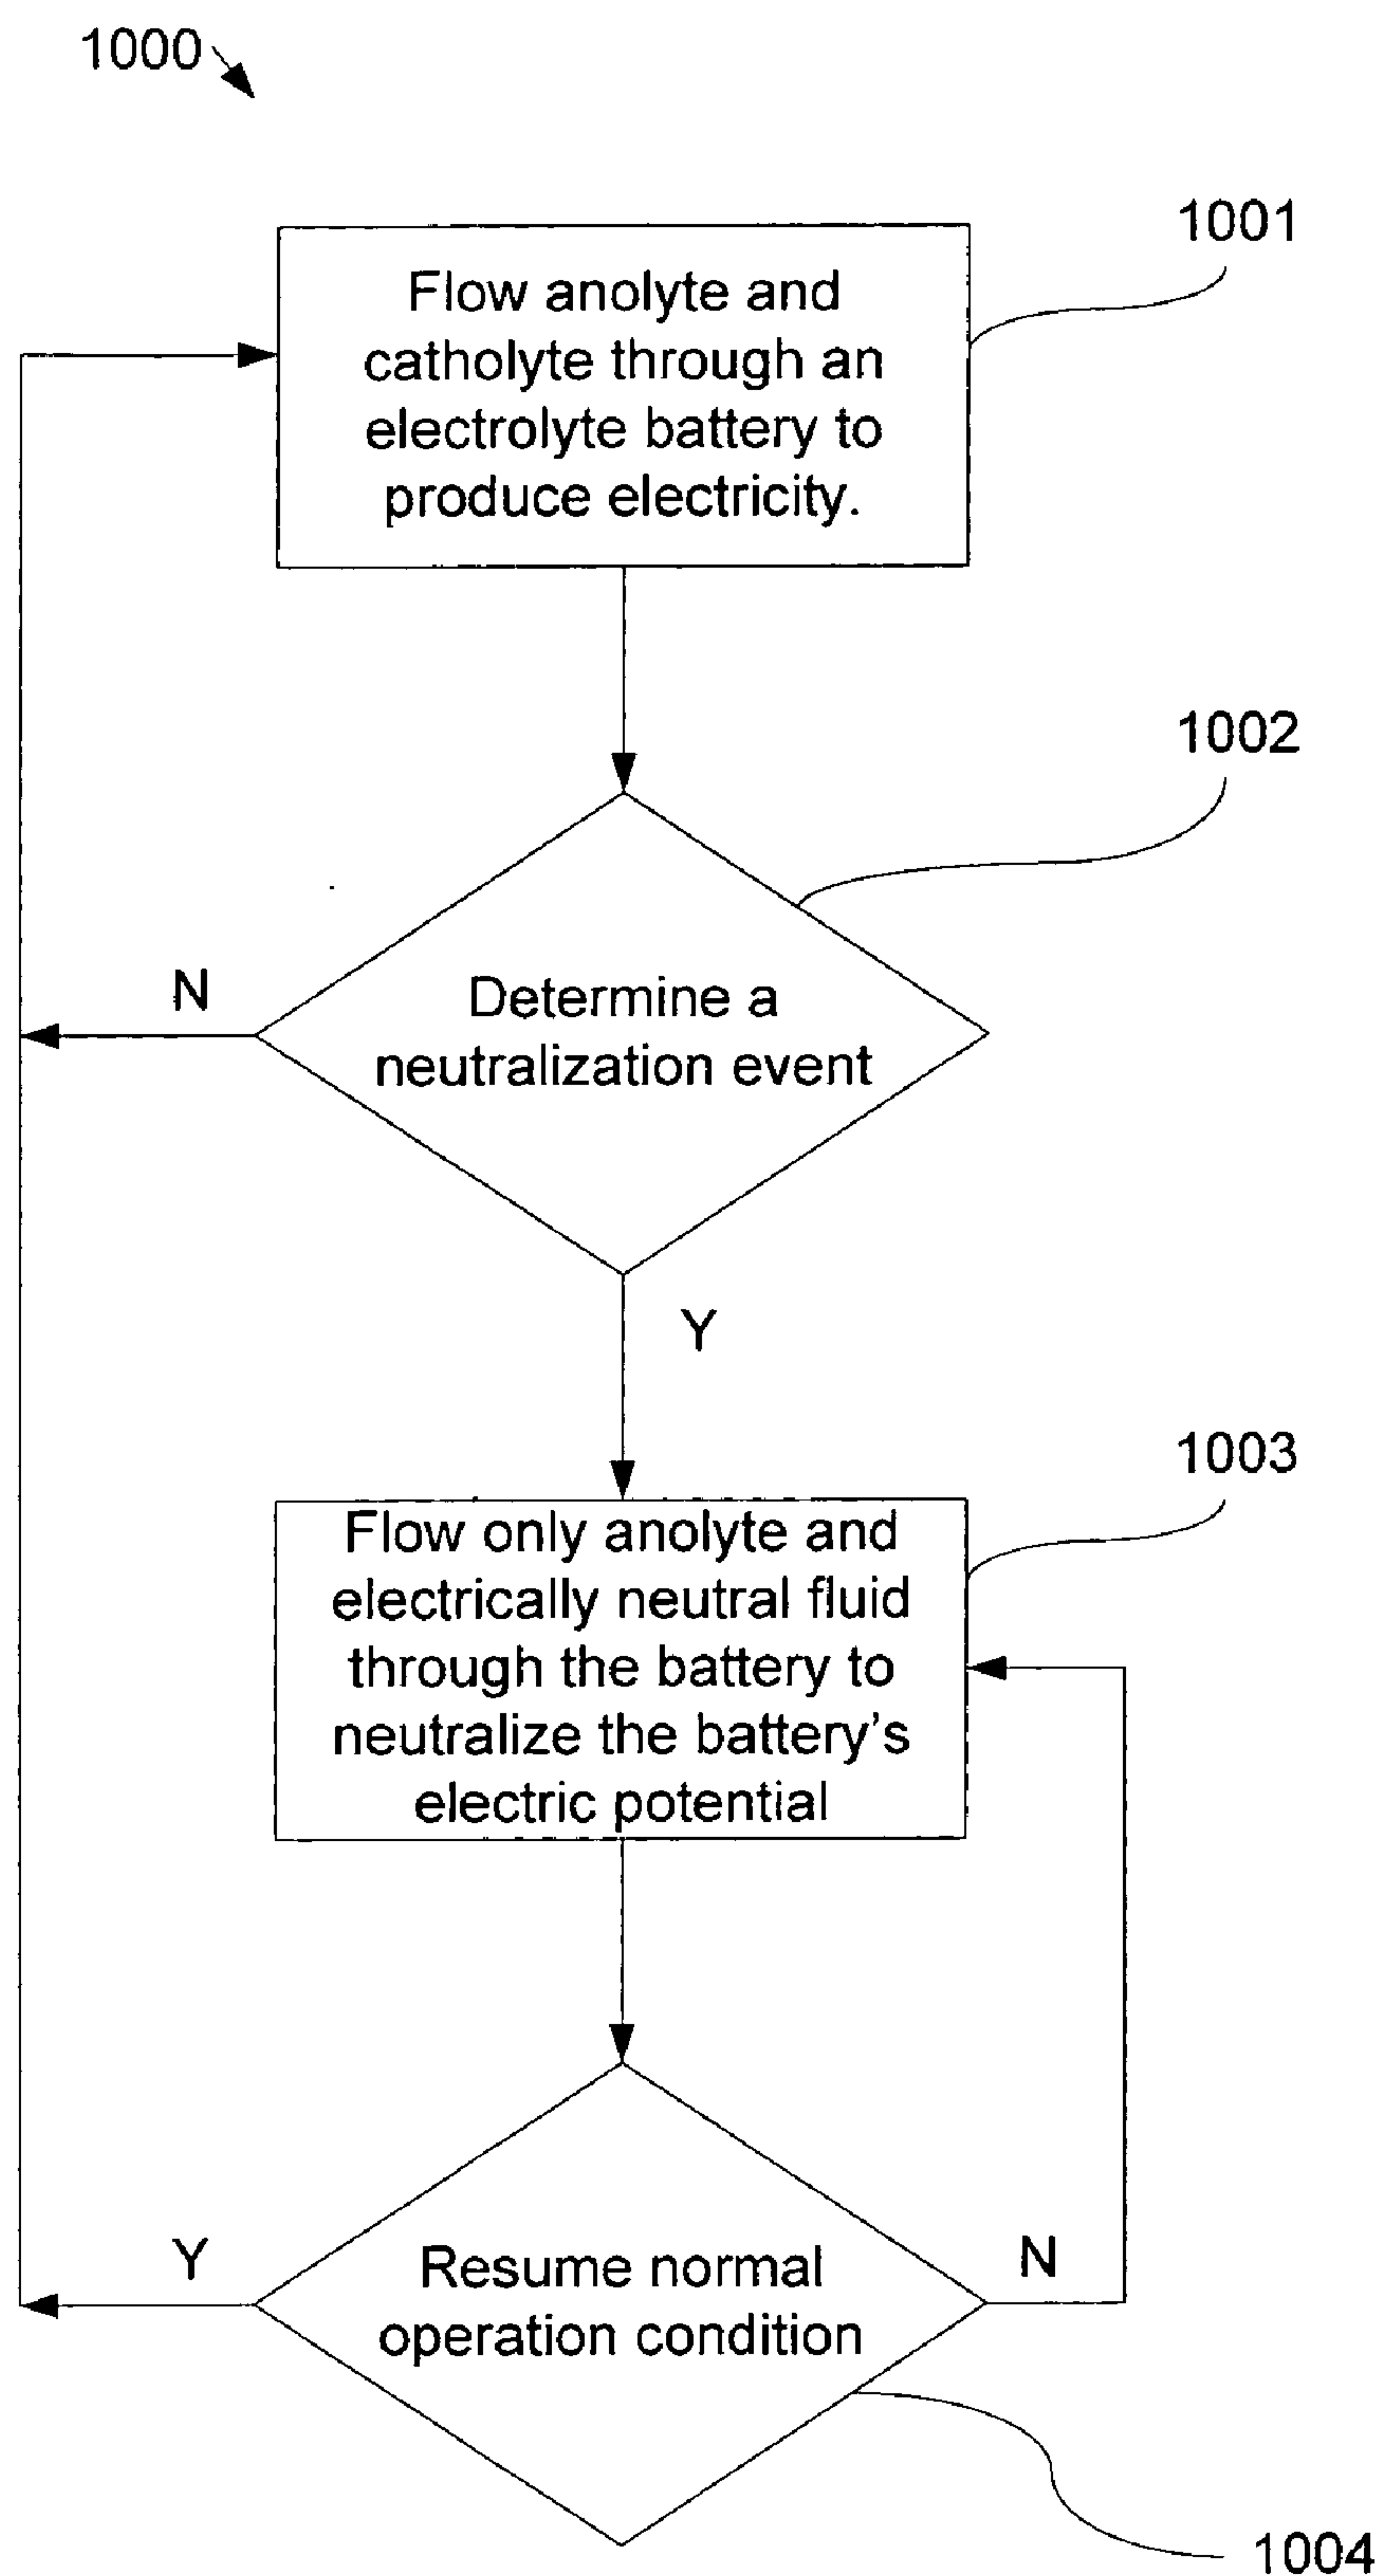 1000
1001
Flow anolyte and
catholyte through an
electrolyte battery to
produce electricity.
1002
N
Determine a
neutralization event
Y
1003
Flow only anolyte and
electrically neutral fluid
through the battery to
neutralize the battery's
electric potential
Y
N
Resume normal
operation condition
1004